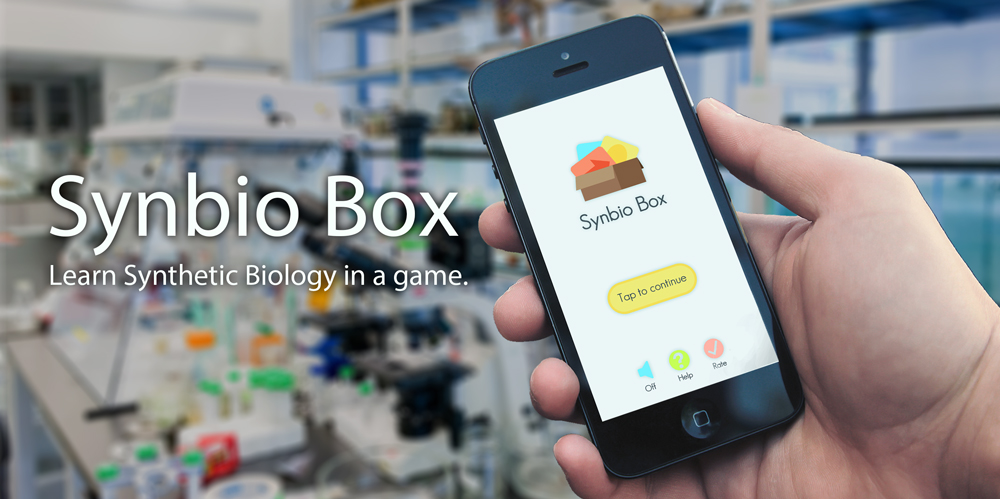 Synbio Box
Learn Synthetic Biology in a game.
Synbio Box
Tap to continue
Off
Help
Rate